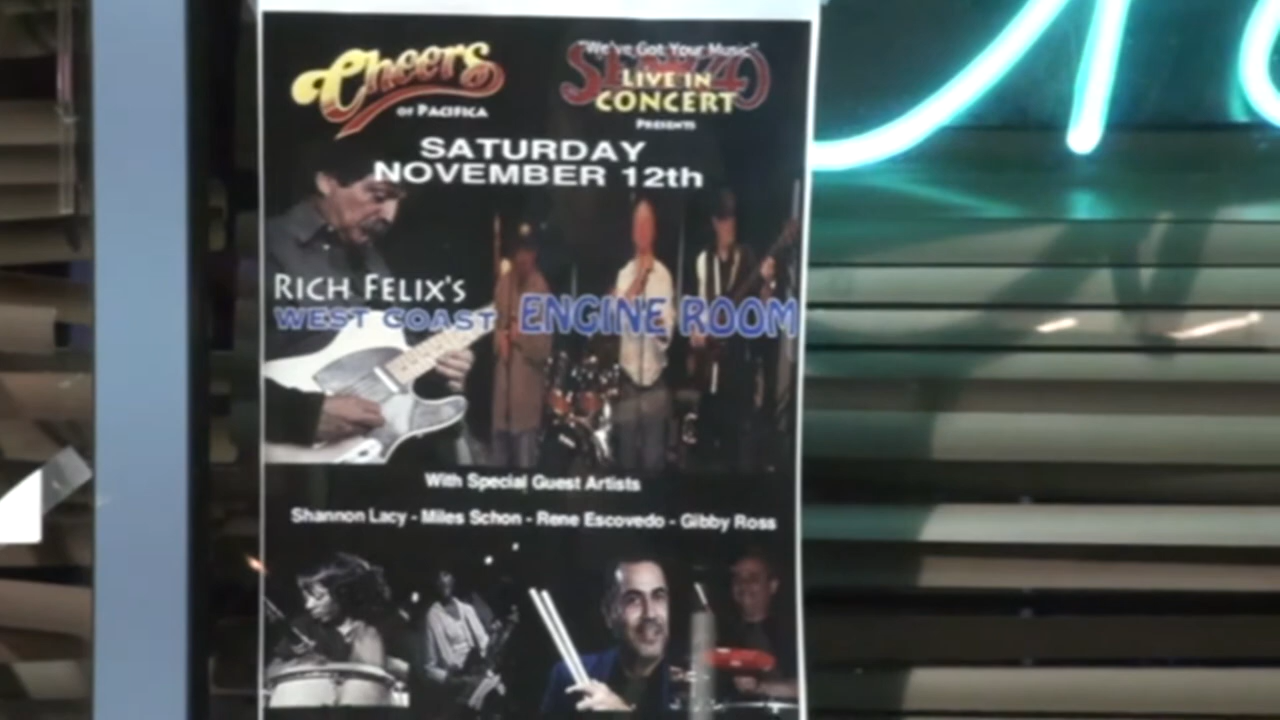 Cheers
OF PACIFICA
"We've Got Your Music"
LIVE IN
CONCERT
PRESENTS
SATURDAY
NOVEMBER 12th
RICH FELIX'S
WEST COAST ENGINE ROOM
With Special Guest Artists
Shannon Lacy - Miles Schon - Rene Escovedo - Gibby Ross